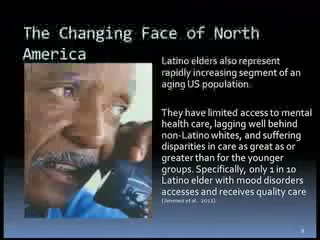 The Changing Face of North
America
Latino elders also represent
rapidly increasing segment of an
aging US population.
They have limited access to mental
health care, lagging well behind
non-Latino whites, and suffering
disparities in care as great as or
greater than for the younger
groups. Specifically, only 1 in 10
Latino elder with mood disorders
accesses and receives quality care
(Jimenez et al., 2012)